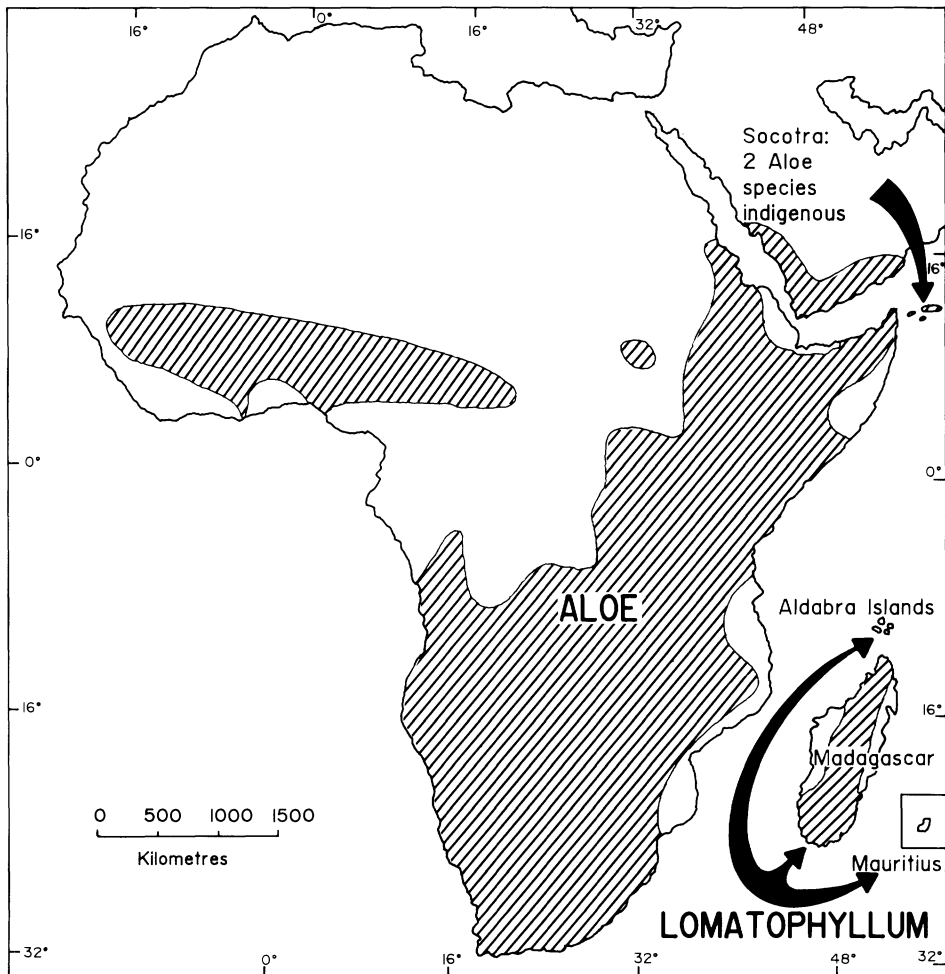 16° 0° 16° 32° 48°
Socotra:
2 Aloe
species
indigenous
16° 16°
0° 0°
ALOE
Aldabra Islands
16° 16°
Madagascar
0 500 1000 1500
Kilometres
Mauritius
LOMATOPHYLLUM
32° 32°
0° 16° 32° 48°